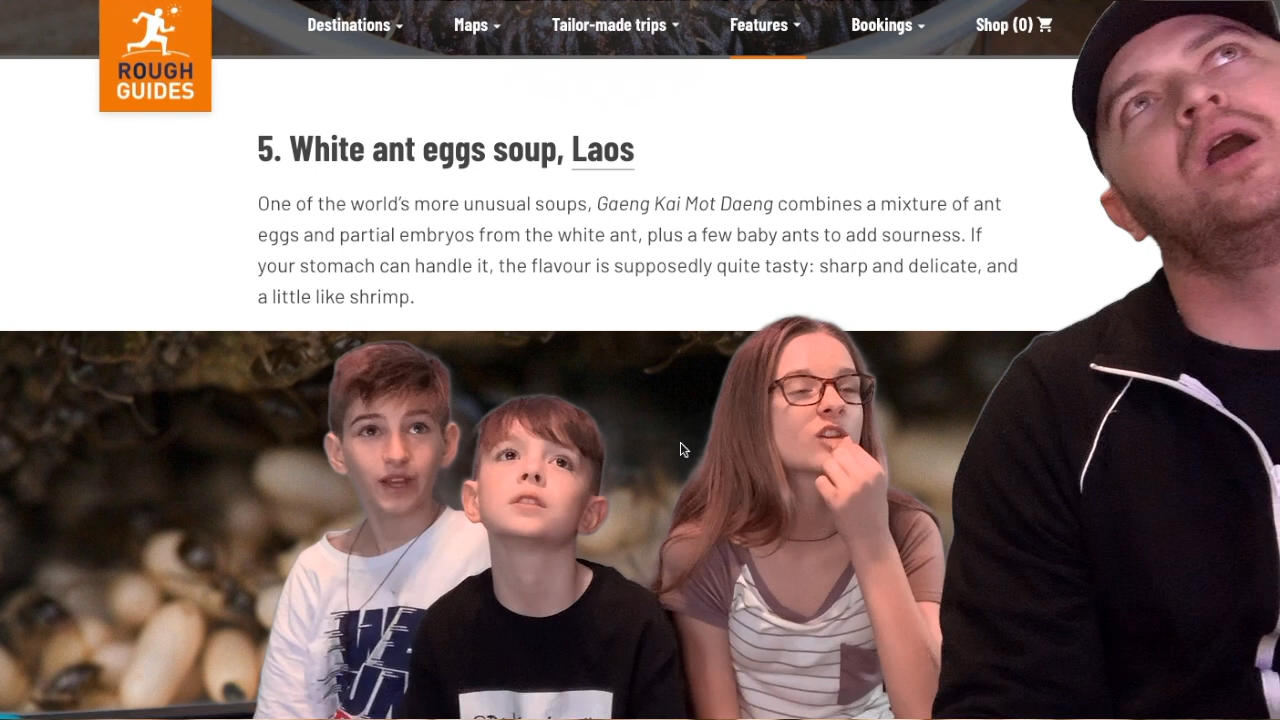 Destinations Maps Tailor-made trips Features Bookings Shop (0)
ROUGH
GUIDES
5. White ant eggs soup, Laos
One of the world's more unusual soups, Gaeng Kai Mot Daeng combines a mixture of ant
eggs and partial embryos from the white ant, plus a few baby ants to add sourness. If
your stomach can handle it, the flavour is supposedly quite tasty: sharp and delicate, and
a little like shrimp.